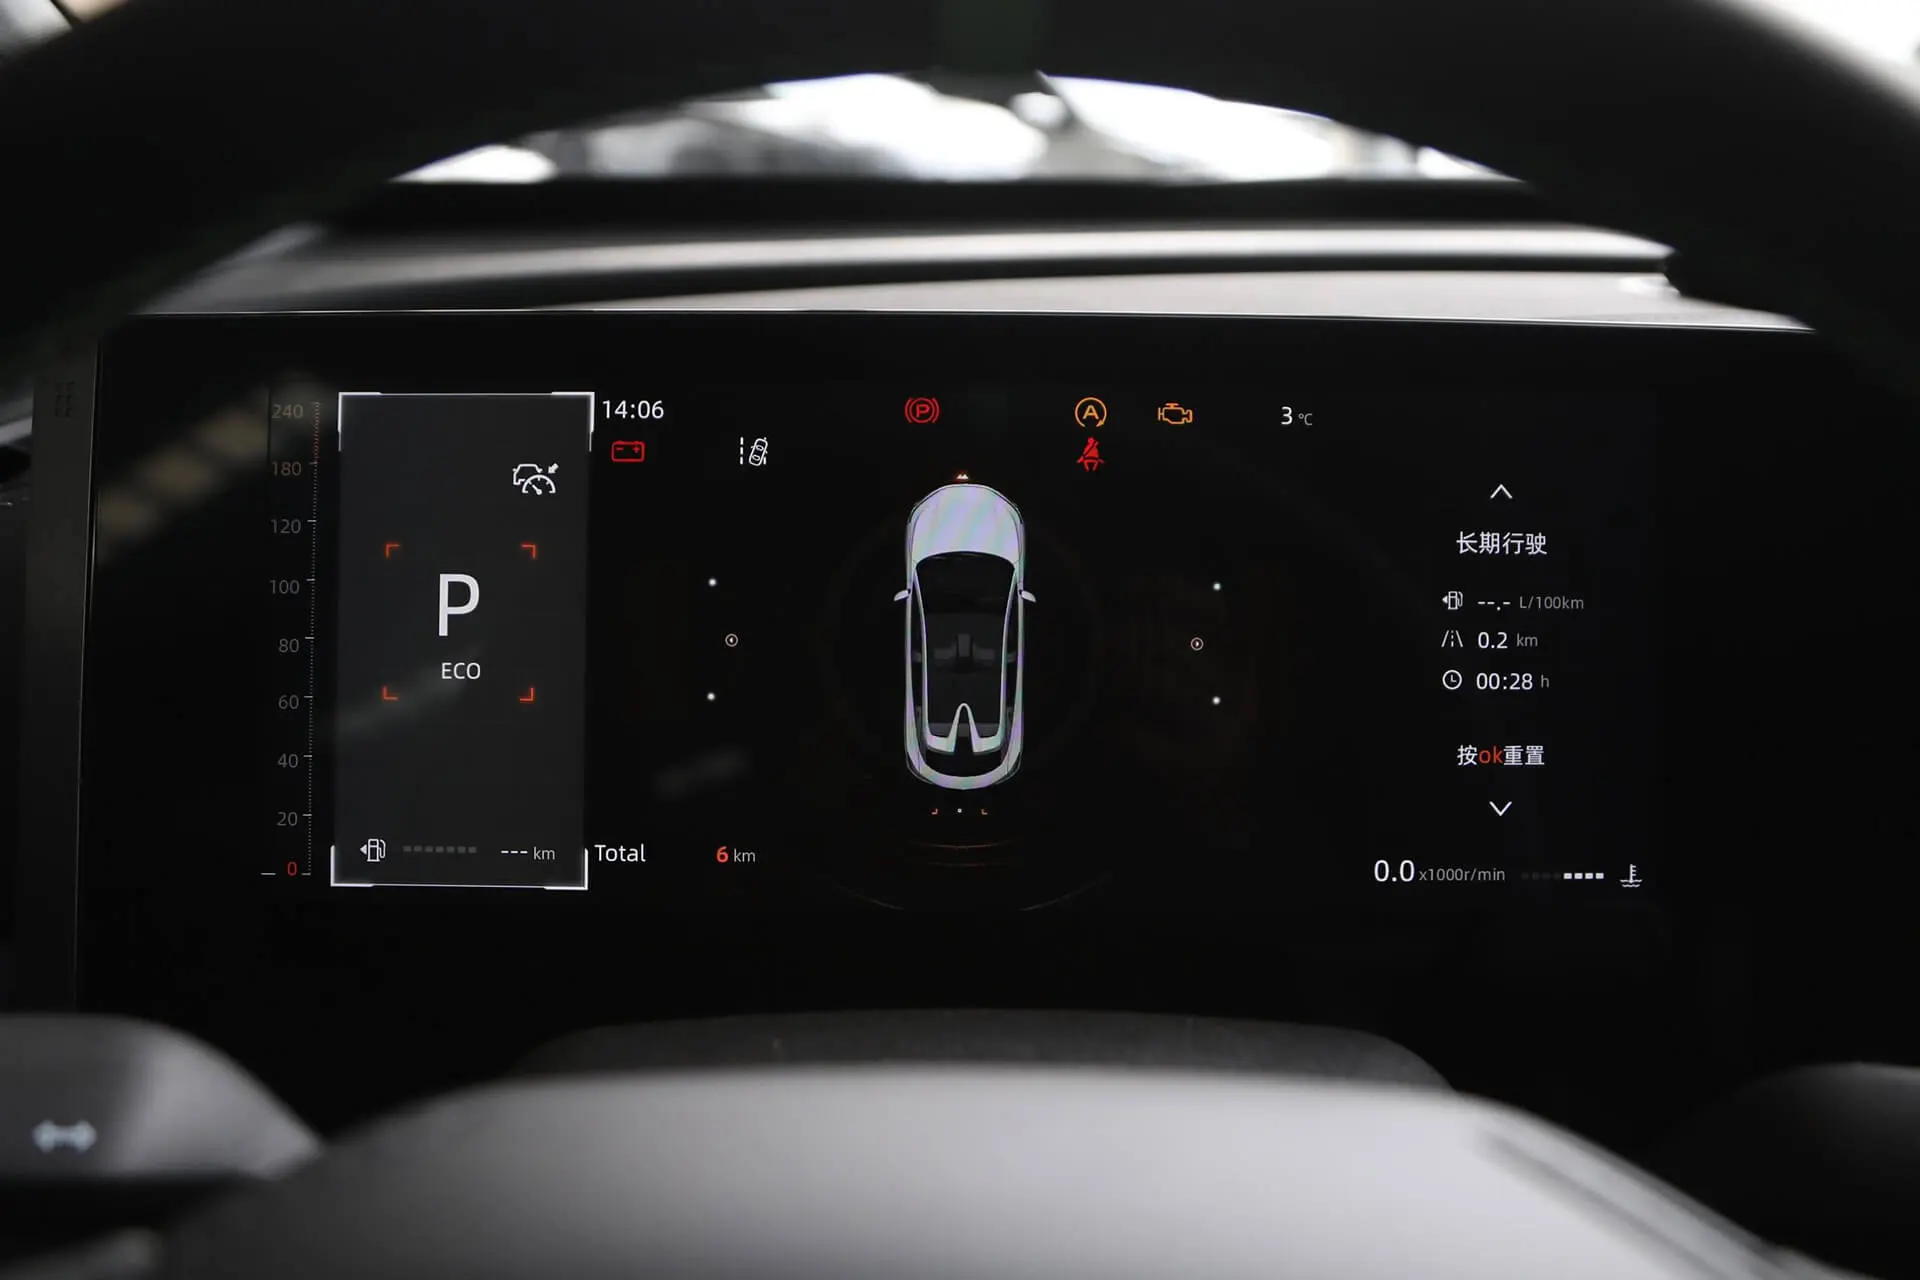 14:06
3 °C
240
180
120
100
80
60
40
20
0
P
ECO
--- km
Total 6 km
P
A
长期行驶
--.- L/100km
0.2 km
00:28 h
按ok重置
0.0 x1000r/min